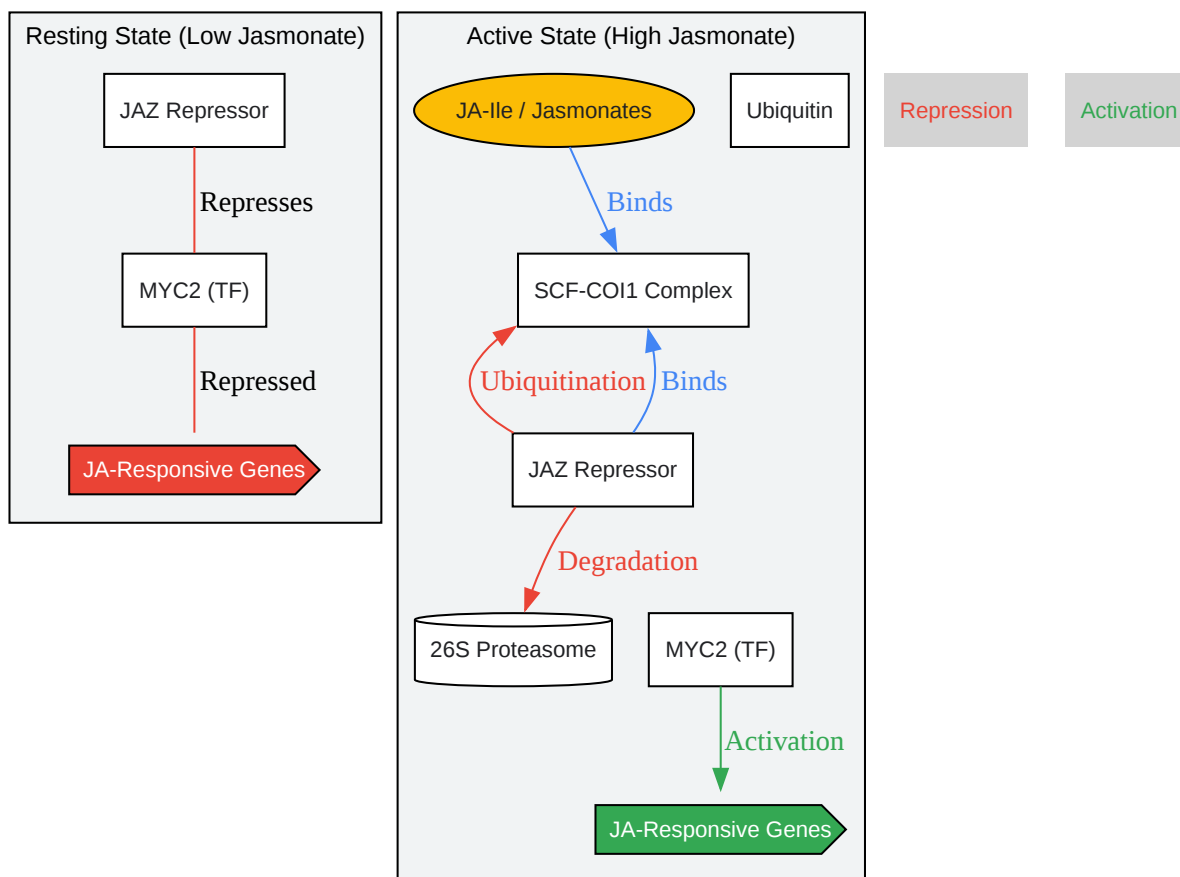 Resting State (Low Jasmonate)
JAZ Repressor
Represses
MYC2 (TF)
Repressed
JA-Responsive Genes
Active State (High Jasmonate)
JA-Ile / Jasmonates
Ubiquitin
Binds
SCF-COI1 Complex
Ubiquitination
Binds
JAZ Repressor
Degradation
26S Proteasome
MYC2 (TF)
Activation
JA-Responsive Genes
Repression
Activation